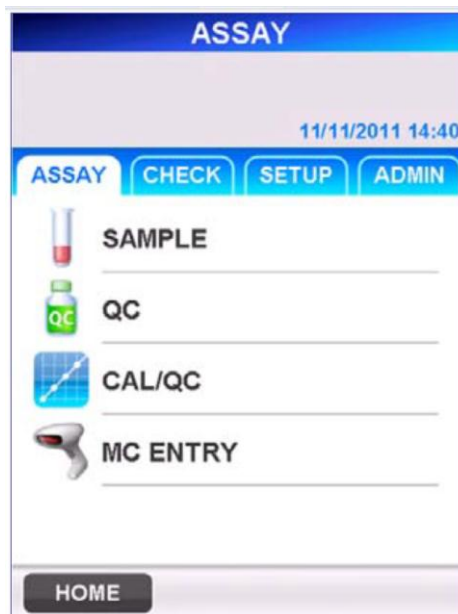 ASSAY
11/11/2011 14:40
ASSAY CHECK SETUP ADMIN
SAMPLE
QC
QC
CAL/QC
MC ENTRY
HOME